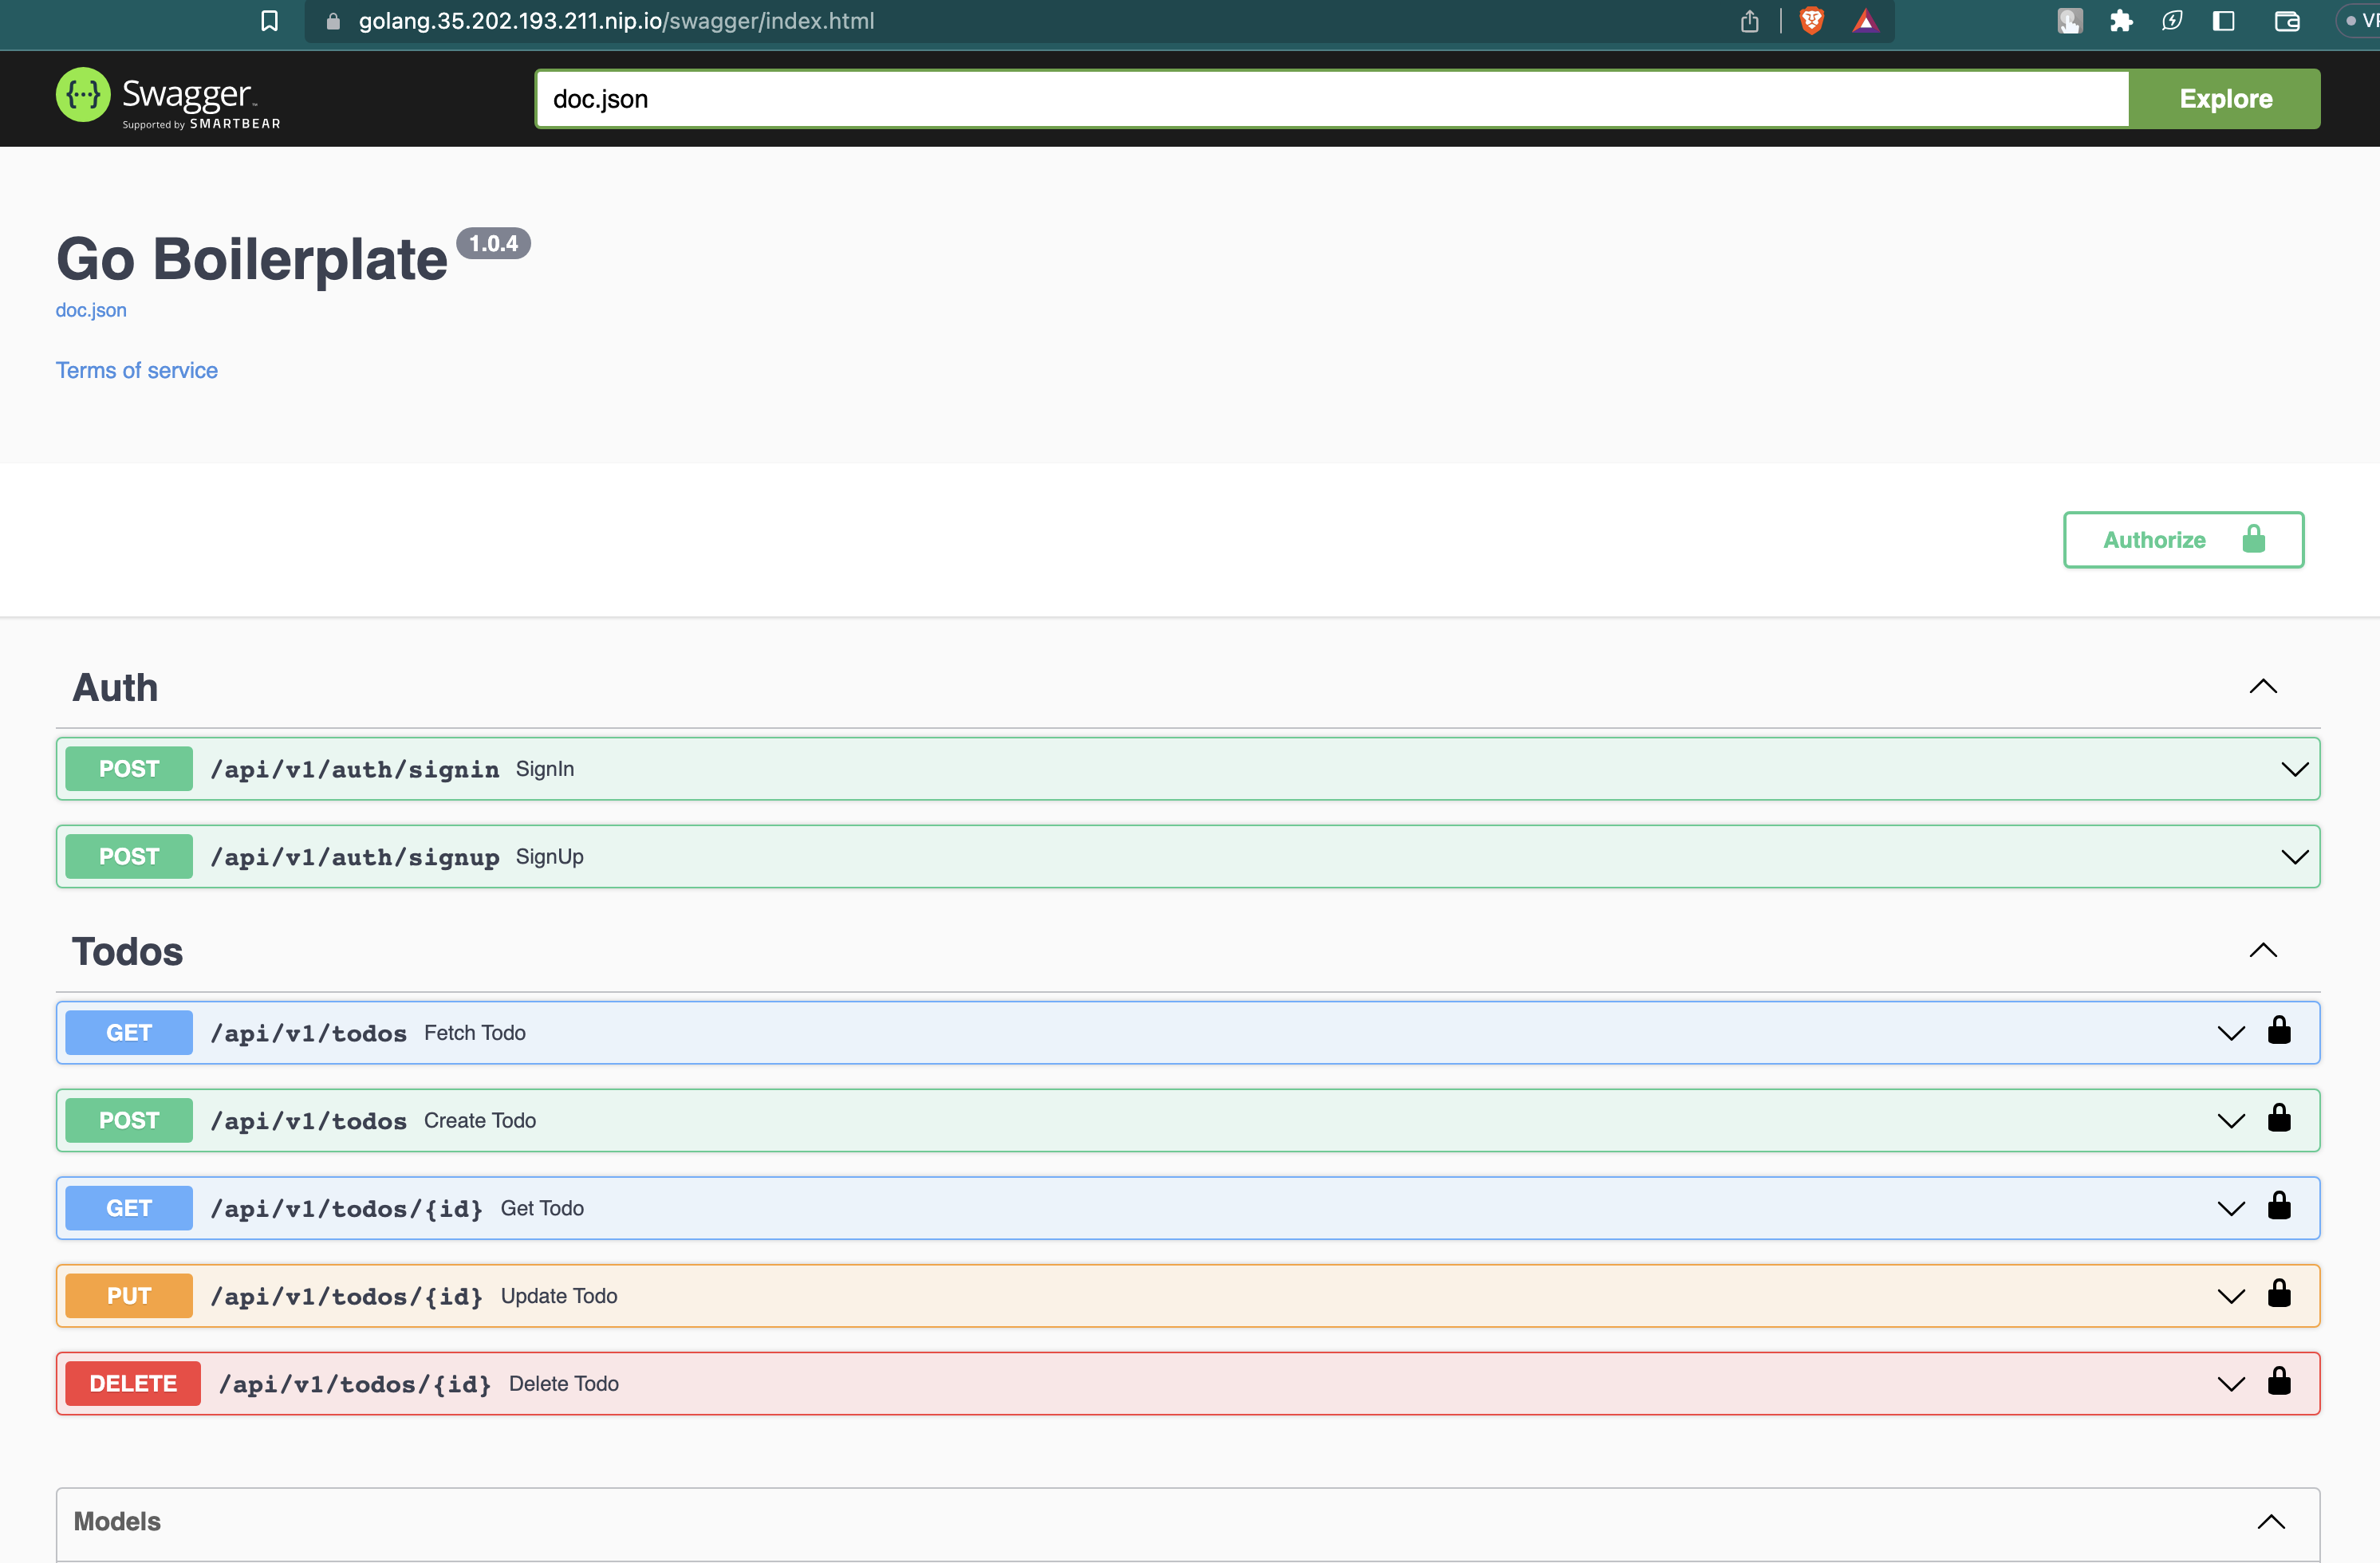 golang.35.202.193.211.nip.io/swagger/index.html
{···} Swagger™
Supported by SMARTBEAR
doc.json
Explore
Go Boilerplate 1.0.4
doc.json
Terms of service
Authorize
Auth
POST /api/v1/auth/signin SignIn
POST /api/v1/auth/signup SignUp
Todos
GET /api/v1/todos Fetch Todo
POST /api/v1/todos Create Todo
GET /api/v1/todos/{id} Get Todo
PUT /api/v1/todos/{id} Update Todo
DELETE /api/v1/todos/{id} Delete Todo
Models